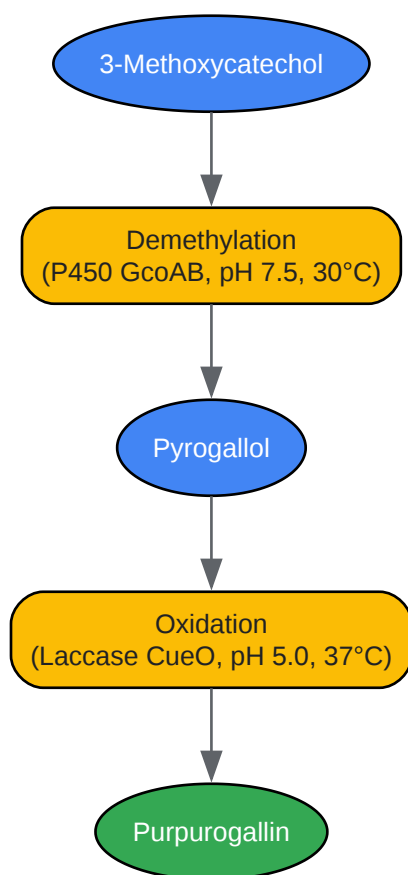 3-Methoxycatechol
Demethylation
(P450 GcoAB, pH 7.5, 30°C)
Pyrogallol
Oxidation
(Laccase CueO, pH 5.0, 37°C)
Purpurogallin